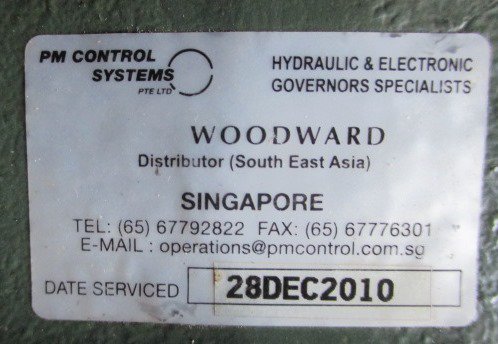 PM CONTROL
SYSTEMS
PTE LTD
HYDRAULIC & ELECTRONIC
GOVERNORS SPECIALISTS
WOODWARD
Distributor (South East Asia)
SINGAPORE
TEL: (65) 67792822 FAX: (65) 67776301
E-MAIL : operations@pmcontrol.com.sg
DATE SERVICED 28DEC2010